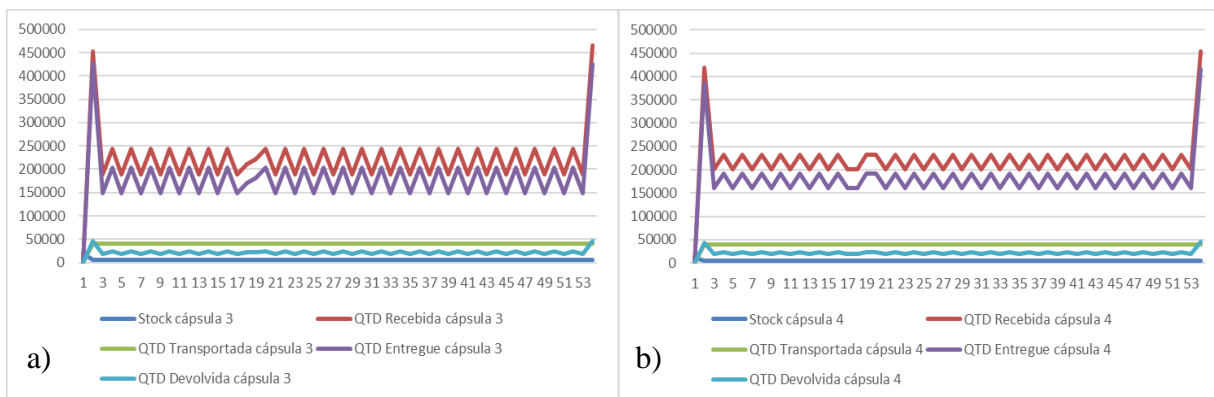 500000
450000
400000
350000
300000
250000
200000
150000
100000
50000
0
1 3 5 7 9 11 13 15 17 19 21 23 25 27 29 31 33 35 37 39 41 43 45 47 49 51 53
Stock cápsula 3 QTD Recebida cápsula 3
QTD Transportada cápsula 3 QTD Entregue cápsula 3
QTD Devolvida cápsula 3
a)
500000
450000
400000
350000
300000
250000
200000
150000
100000
50000
0
1 3 5 7 9 11 13 15 17 19 21 23 25 27 29 31 33 35 37 39 41 43 45 47 49 51 53
Stock cápsula 4 QTD Recebida cápsula 4
QTD Transportada cápsula 4 QTD Entregue cápsula 4
QTD Devolvida cápsula 4
b)